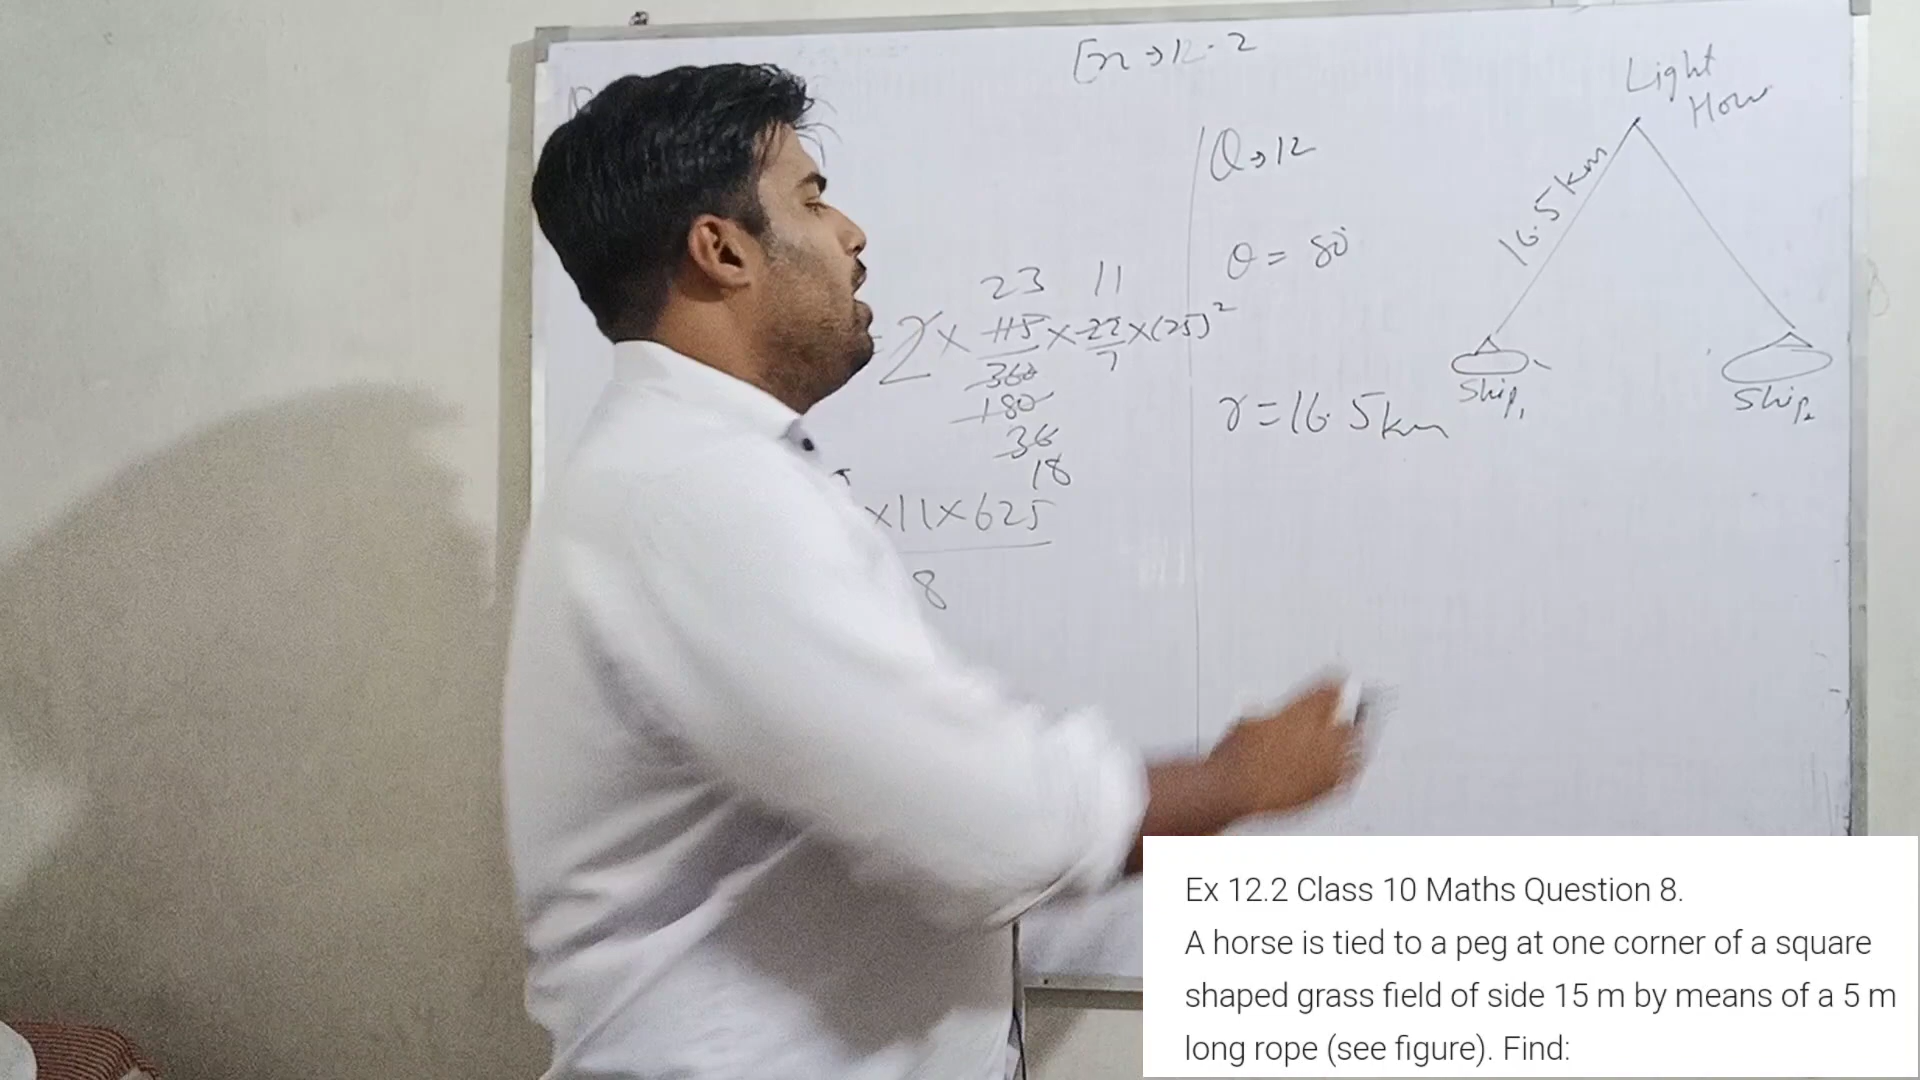 Ex → 12.2
Light
Hou
Q → 12
16.5 km
θ = 80°
23 11
2 × 115 × 22 × (25)²
360 7
180
36
18
r = 16.5 km
Ship₁
Ship₂
×11×625
8
Ex 12.2 Class 10 Maths Question 8.
A horse is tied to a peg at one corner of a square
shaped grass field of side 15 m by means of a 5 m
long rope (see figure). Find: